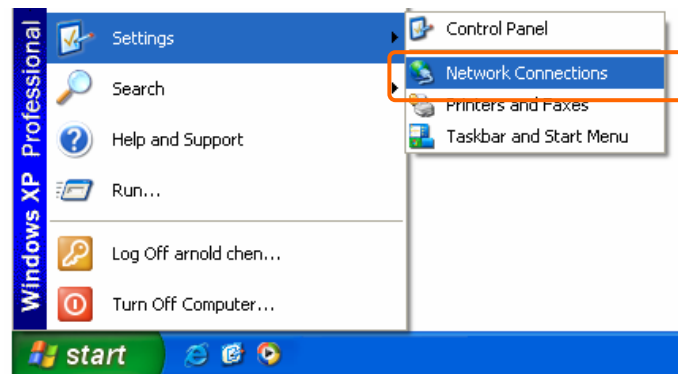 Windows XP Professional
Settings
Search
Help and Support
Run...
Log Off arnold chen...
Turn Off Computer...
Control Panel
Network Connections
Printers and Faxes
Taskbar and Start Menu
start